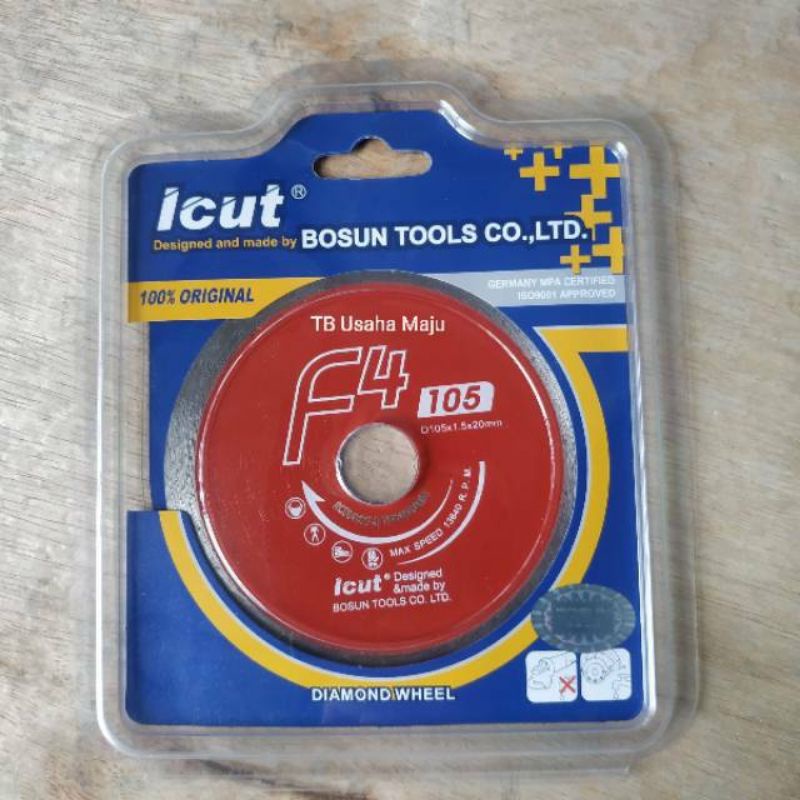 Icut®
Designed and made by BOSUN TOOLS CO.,LTD.
100% ORIGINAL
GERMANY MPA CERTIFIED
ISO9001 APPROVED
TB Usaha Maju
F4 105
D105x1.5x20mm
MAX SPEED 13640 R.P.M.
Icut® Designed
&made by
BOSUN TOOLS CO. LTD.
DIAMOND WHEEL